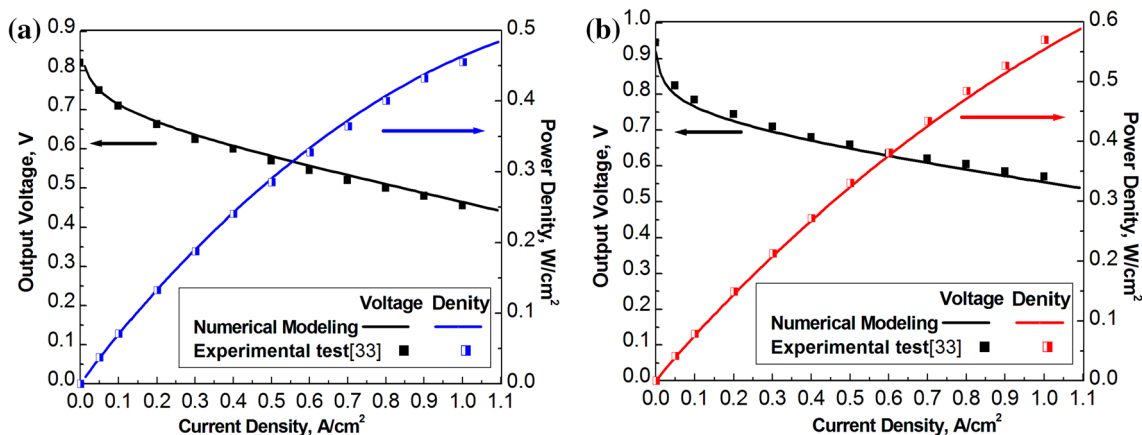 (a)
0.9
0.8
0.7
0.6
0.5
0.4
0.3
0.2
0.1
0.0
Output Voltage, V
0.0 0.1 0.2 0.3 0.4 0.5 0.6 0.7 0.8 0.9 1.0 1.1
Current Density, A/cm²
0.5
0.4
0.3
0.2
0.1
0.0
Power Denity, W/cm²
Voltage Denity
Numerical Modeling
Experimental test[33]
(b)
1.0
0.9
0.8
0.7
0.6
0.5
0.4
0.3
0.2
0.1
0.0
Output Voltage, V
0.0 0.1 0.2 0.3 0.4 0.5 0.6 0.7 0.8 0.9 1.0 1.1
Current Density, A/cm²
0.6
0.5
0.4
0.3
0.2
0.1
0.0
Power Denity, W/cm²
Voltage Denity
Numerical Modeling
Experimental test[33]